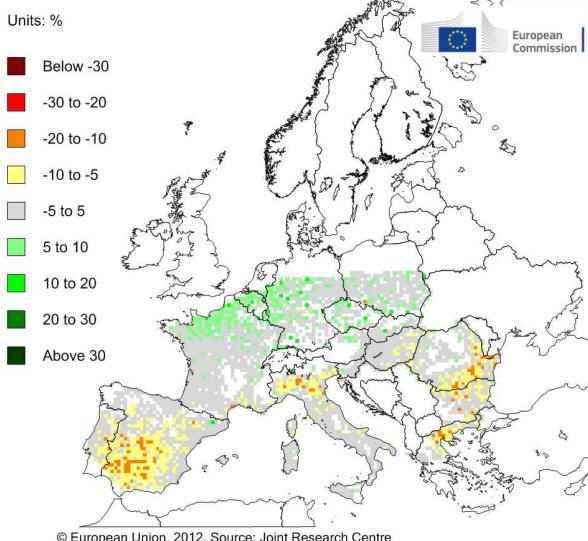 Units: %
European
Commission
Below -30
-30 to -20
-20 to -10
-10 to -5
-5 to 5
5 to 10
10 to 20
20 to 30
Above 30
© European Union, 2012. Source: Joint Research Centre